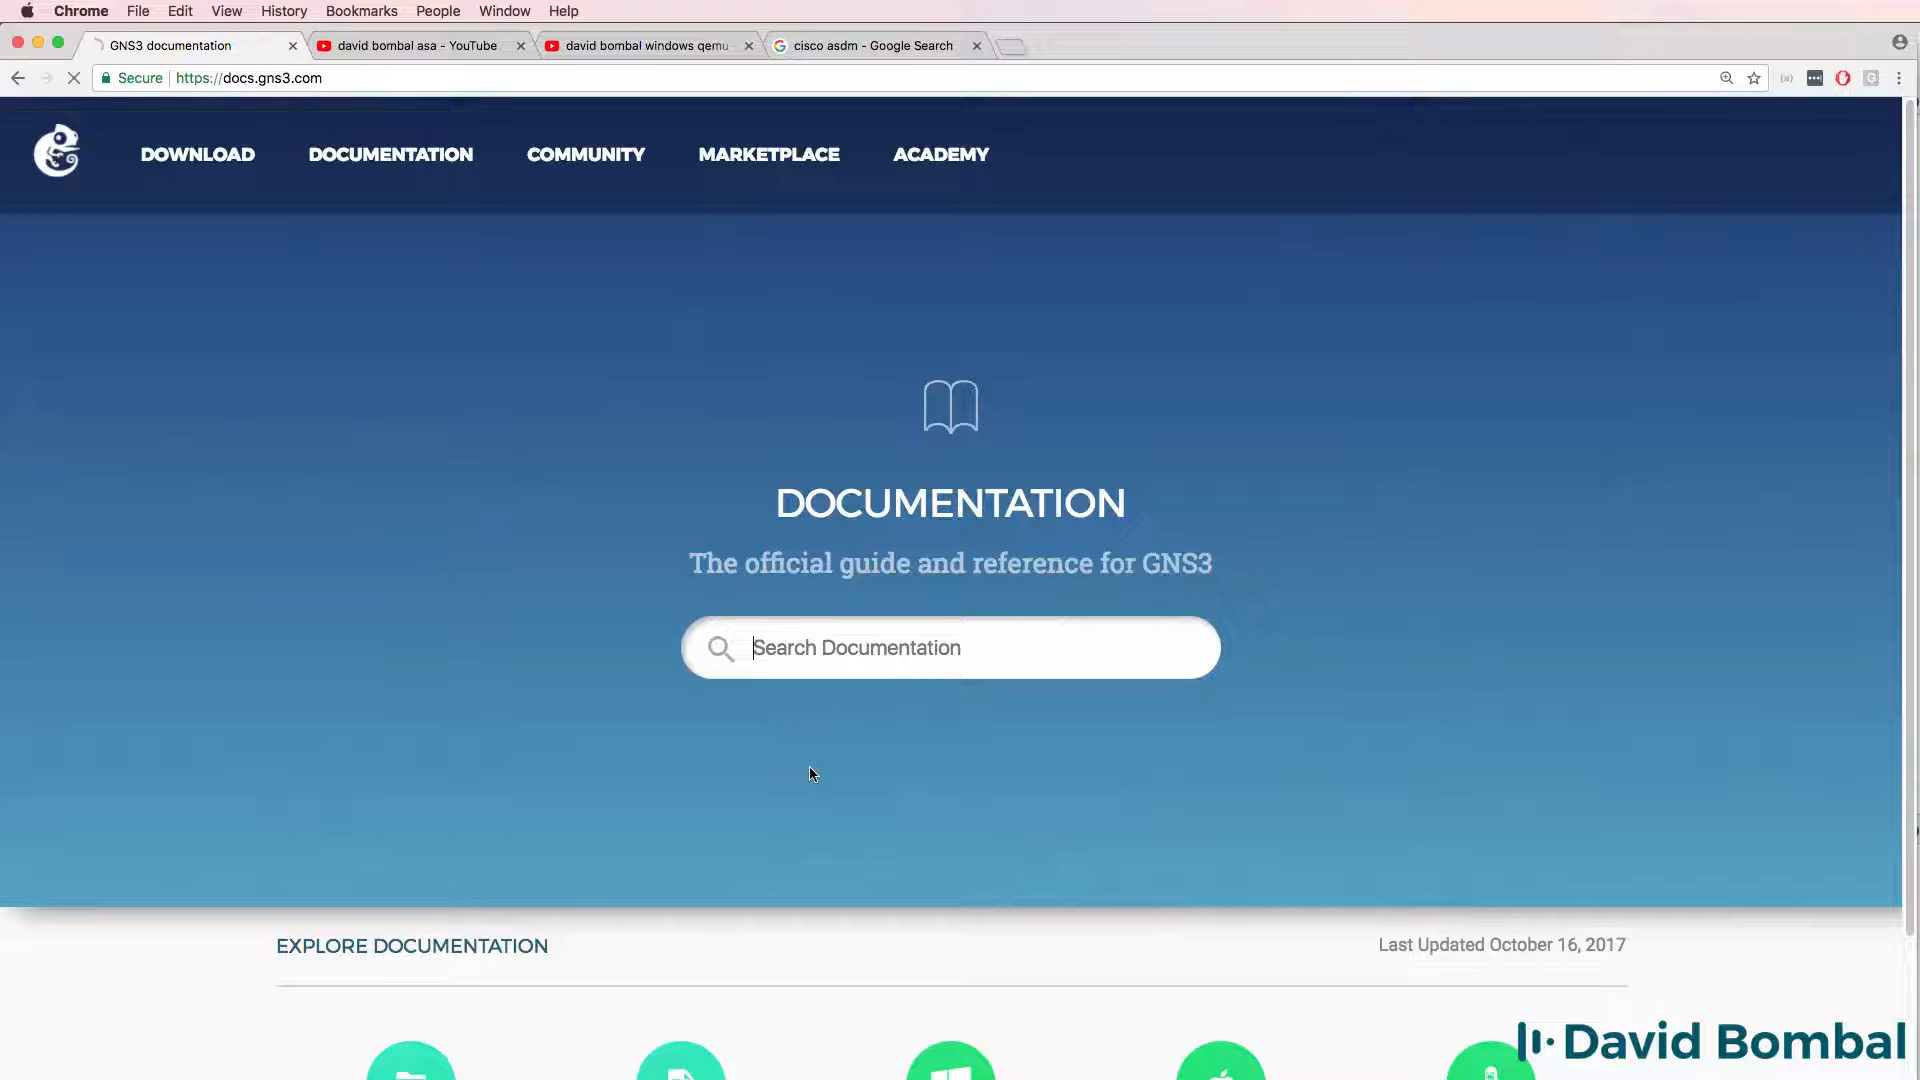 Chrome File Edit View History Bookmarks People Window Help
GNS3 documentation david bombal asa - YouTube david bombal windows qemu cisco asdm - Google Search
Secure https://docs.gns3.com
DOWNLOAD DOCUMENTATION COMMUNITY MARKETPLACE ACADEMY
DOCUMENTATION
The official guide and reference for GNS3
Search Documentation
EXPLORE DOCUMENTATION Last Updated October 16, 2017
David Bombal